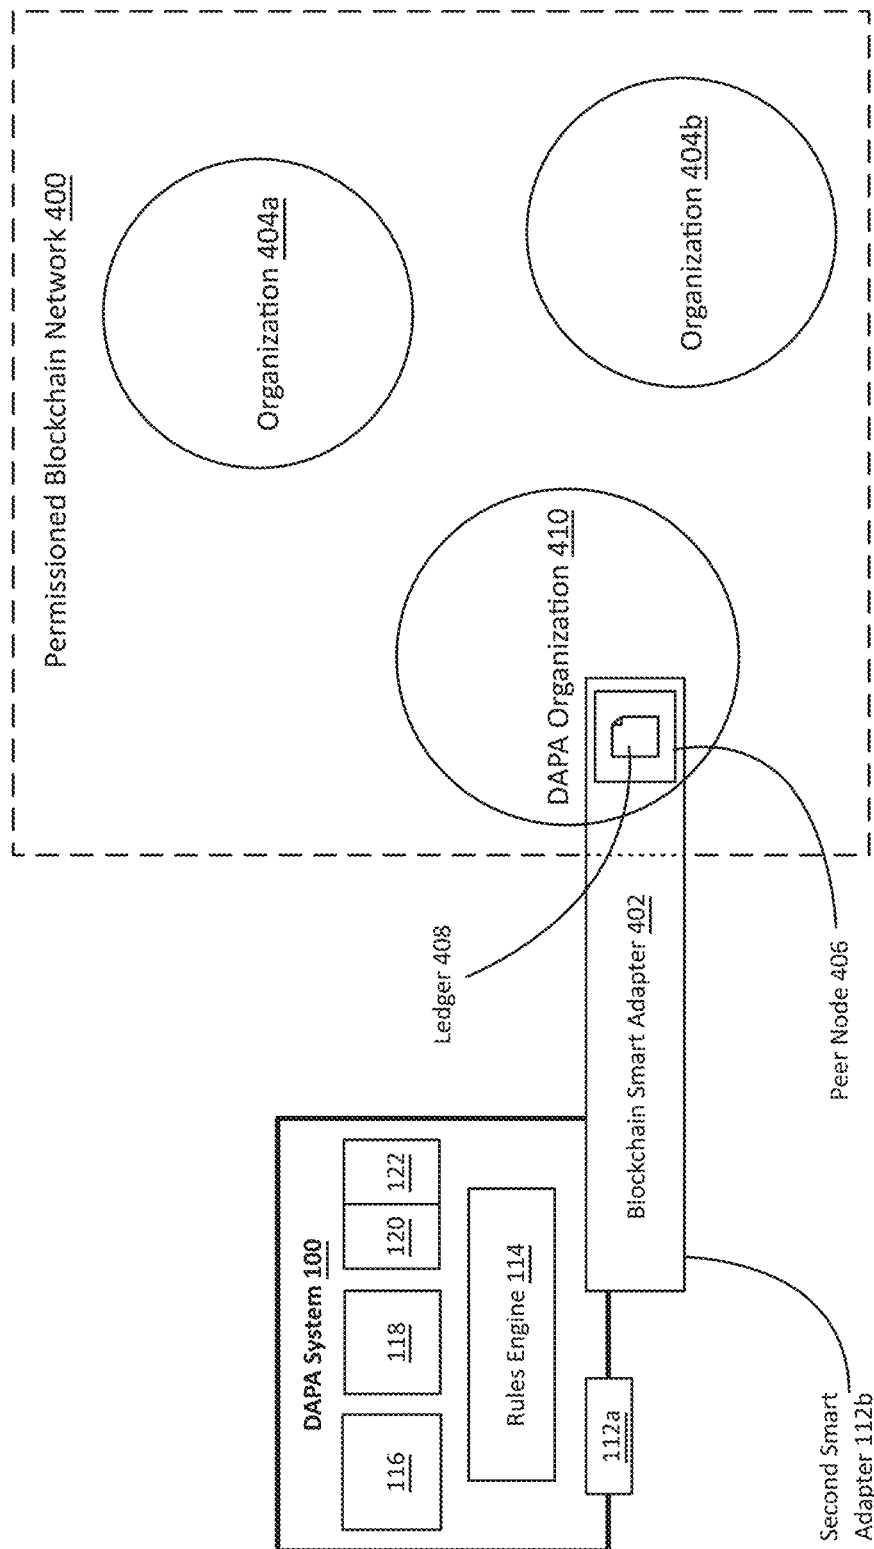 Permissioned Blockchain Network 400
Organization 404a
Organization 404b
DAPA Organization 410
Ledger 408
Peer Node 406
Blockchain Smart Adapter 402
DAPA System 100
116
118
120
122
Rules Engine 114
112a
Second Smart
Adapter 112b